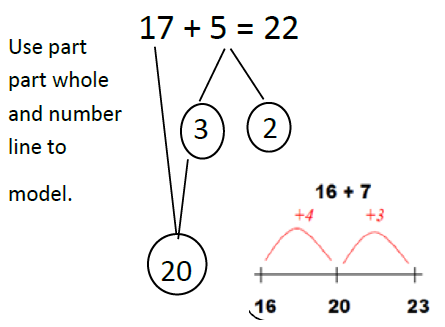 17 + 5 = 22
Use part
part whole
and number
line to
model.
3 2
20
16 + 7
+4 +3
16 20 23